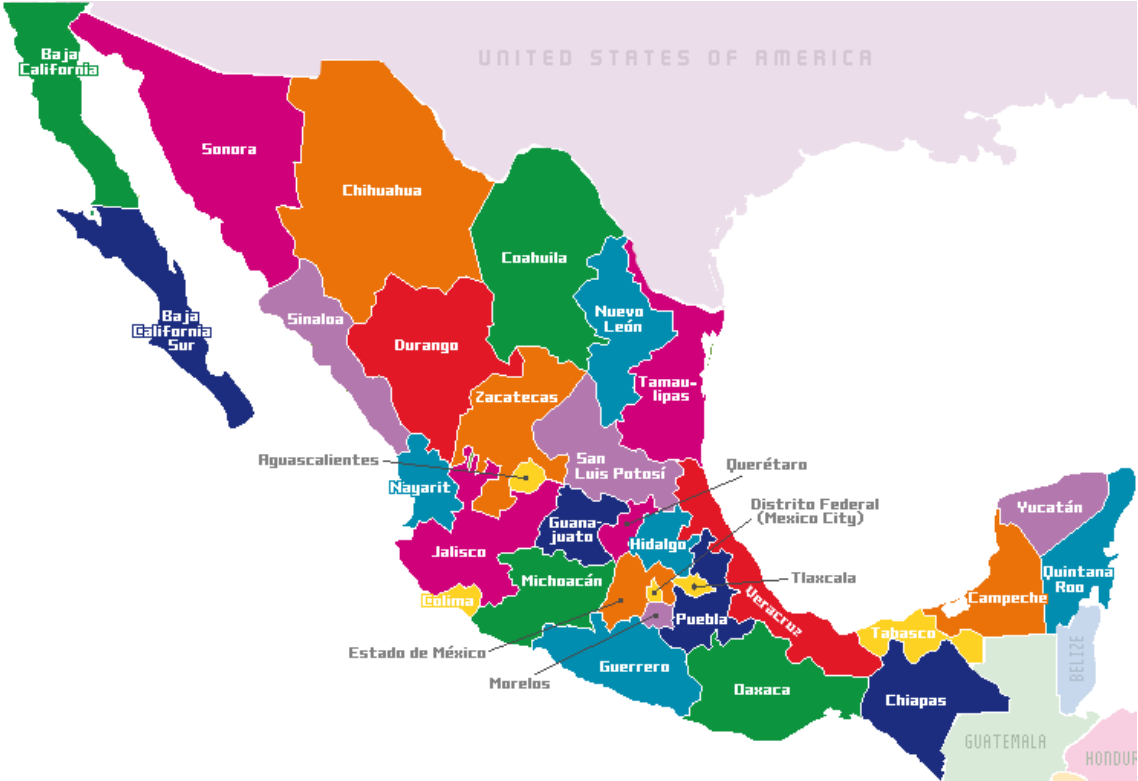 UNITED STATES OF AMERICA
Baja
California
Sonora
Chihuahua
Coahuila
Baja
California
Sur
Sinaloa
Nuevo
León
Durango
Tamau-
lipas
Zacatecas
Aguascalientes
San
Luis Potosí
Querétaro
Nayarit
Distrito Federal
(Mexico City)
Yucatán
Guana-
juato
Hidalgo
Jalisco
Michoacán
Tlaxcala
Quintana
Roo
Colima
Campeche
Veracruz
Puebla
Tabasco
Estado de México
Guerrero
Morelos
Oaxaca
Chiapas
BELIZE
GUATEMALA
HONDUR